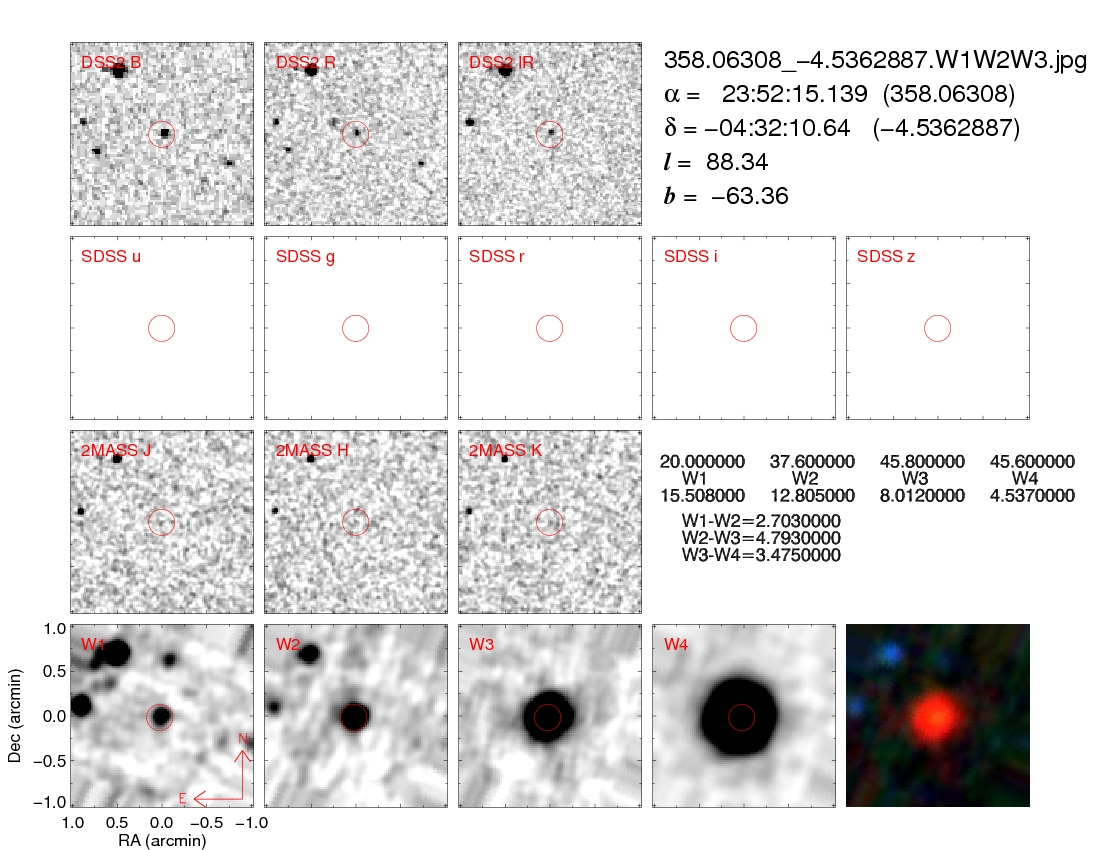 DSS2 B
DSS2 R
DSS2 IR
358.06308_−4.5362887.W1W2W3.jpg
α = 23:52:15.139 (358.06308)
δ = −04:32:10.64 (−4.5362887)
l = 88.34
b = −63.36
SDSS u
SDSS g
SDSS r
SDSS i
SDSS z
2MASS J
2MASS H
2MASS K
20.000000 37.600000 45.800000 45.600000
W1 W2 W3 W4
15.508000 12.805000 8.0120000 4.5370000
W1-W2=2.7030000
W2-W3=4.7930000
W3-W4=3.4750000
W1
W2
W3
W4
N
E
1.0
0.5
0.0
−0.5
−1.0
Dec (arcmin)
1.0 0.5 0.0 −0.5 −1.0
RA (arcmin)